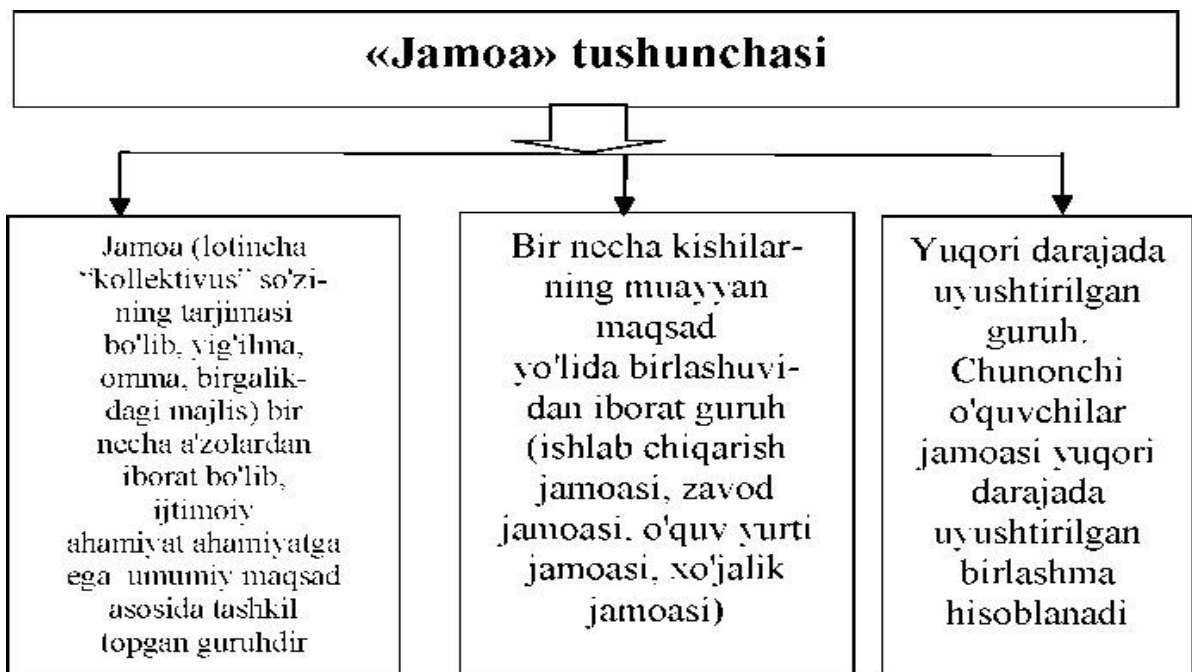 «Jamoa» tushunchasi
Jamoa (lotincha
“kollektivus” so'zi-
ning tarjimasi
bo'lib, yig'ilma,
omma, birgalik-
dagi majlis) bir
necha a'zolardan
iborat bo'lib,
ijtimoiy
ahamiyat ahamiyatga
ega umumiy maqsad
asosida tashkil
topgan guruhdir
Bir necha kishilar-
ning muayyan
maqsad
yo'lida birlashuvi-
dan iborat guruh
(ishlab chiqarish
jamoasi, zavod
jamoasi, o'quv yurti
jamoasi, xo'jalik
jamoasi)
Yuqori darajada
uyushtirilgan
guruh.
Chunonchi
o'quvchilar
jamoasi yuqori
darajada
uyushtirilgan
birlashma
hisoblanadi